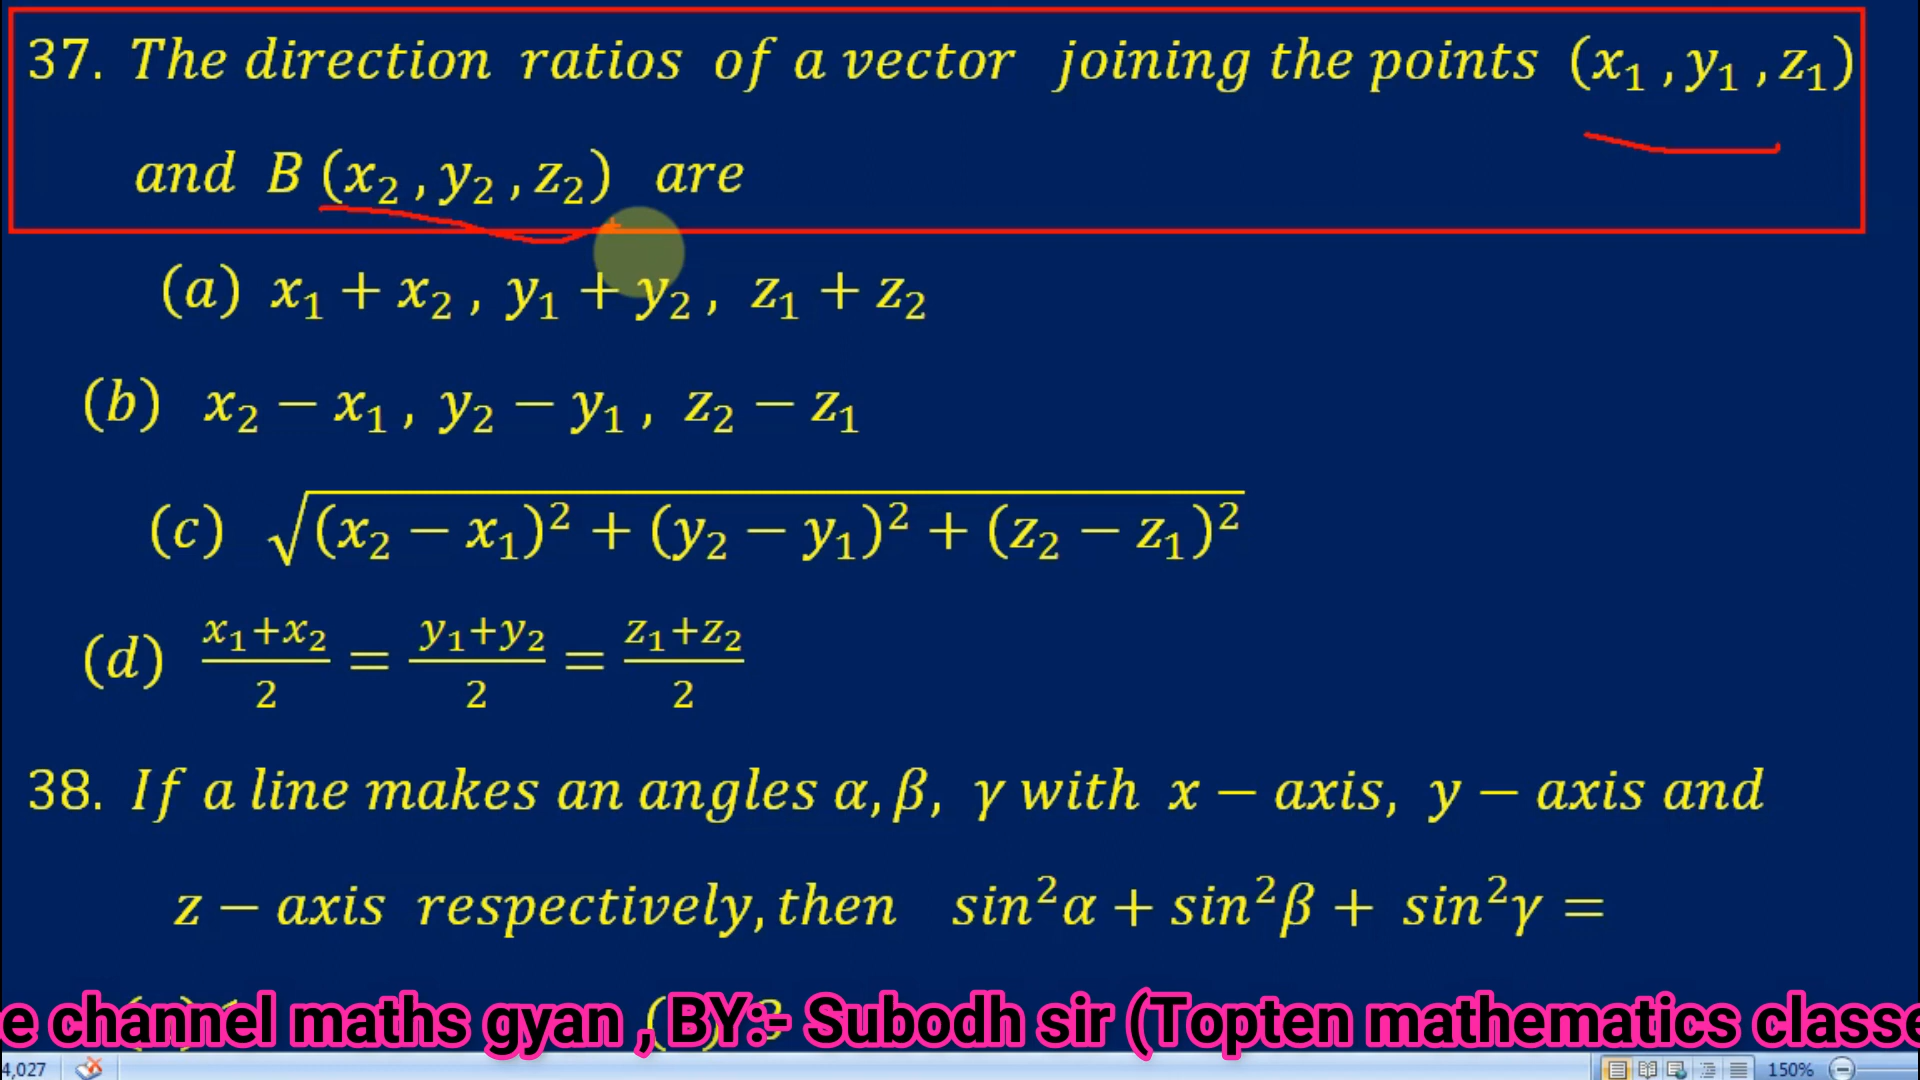 37. The direction ratios of a vector joining the points (x₁ , y₁ , z₁)
and B (x₂ , y₂ , z₂) are
(a) x₁ + x₂ , y₁ + y₂ , z₁ + z₂
(b) x₂ − x₁ , y₂ − y₁ , z₂ − z₁
(c) √((x₂ − x₁)² + (y₂ − y₁)² + (z₂ − z₁)²)
(d) (x₁+x₂)/2 = (y₁+y₂)/2 = (z₁+z₂)/2
38. If a line makes an angles α, β, γ with x − axis, y − axis and
z − axis respectively, then sin²α + sin²β + sin²γ =
e channel maths gyan , BY:- Subodh sir (Topten mathematics classe
4,027 150%